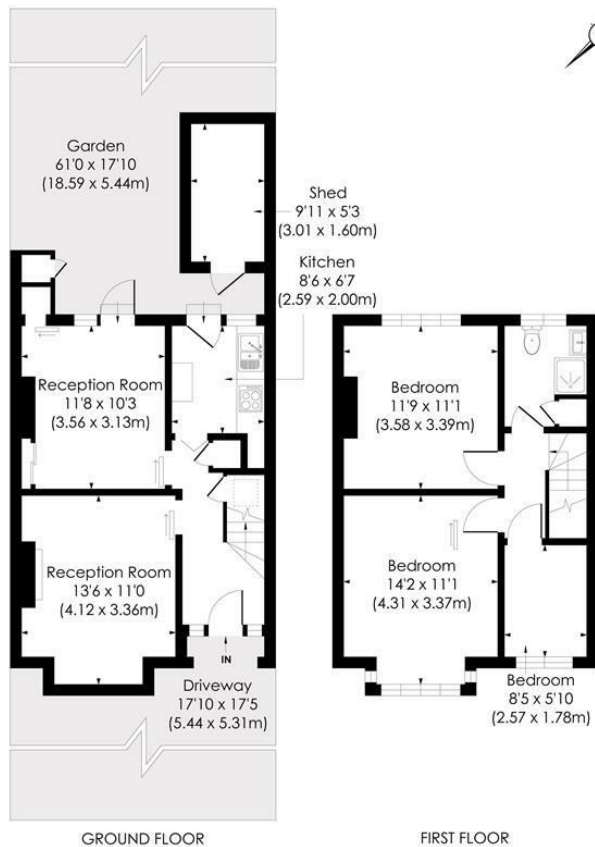 Garden
61'0 x 17'10
(18.59 x 5.44m)
Shed
9'11 x 5'3
(3.01 x 1.60m)
Kitchen
8'6 x 6'7
(2.59 x 2.00m)
Reception Room
11'8 x 10'3
(3.56 x 3.13m)
Reception Room
13'6 x 11'0
(4.12 x 3.36m)
IN
Driveway
17'10 x 17'5
(5.44 x 5.31m)
GROUND FLOOR
Bedroom
11'9 x 11'1
(3.58 x 3.39m)
Bedroom
14'2 x 11'1
(4.31 x 3.37m)
Bedroom
8'5 x 5'10
(2.57 x 1.78m)
FIRST FLOOR